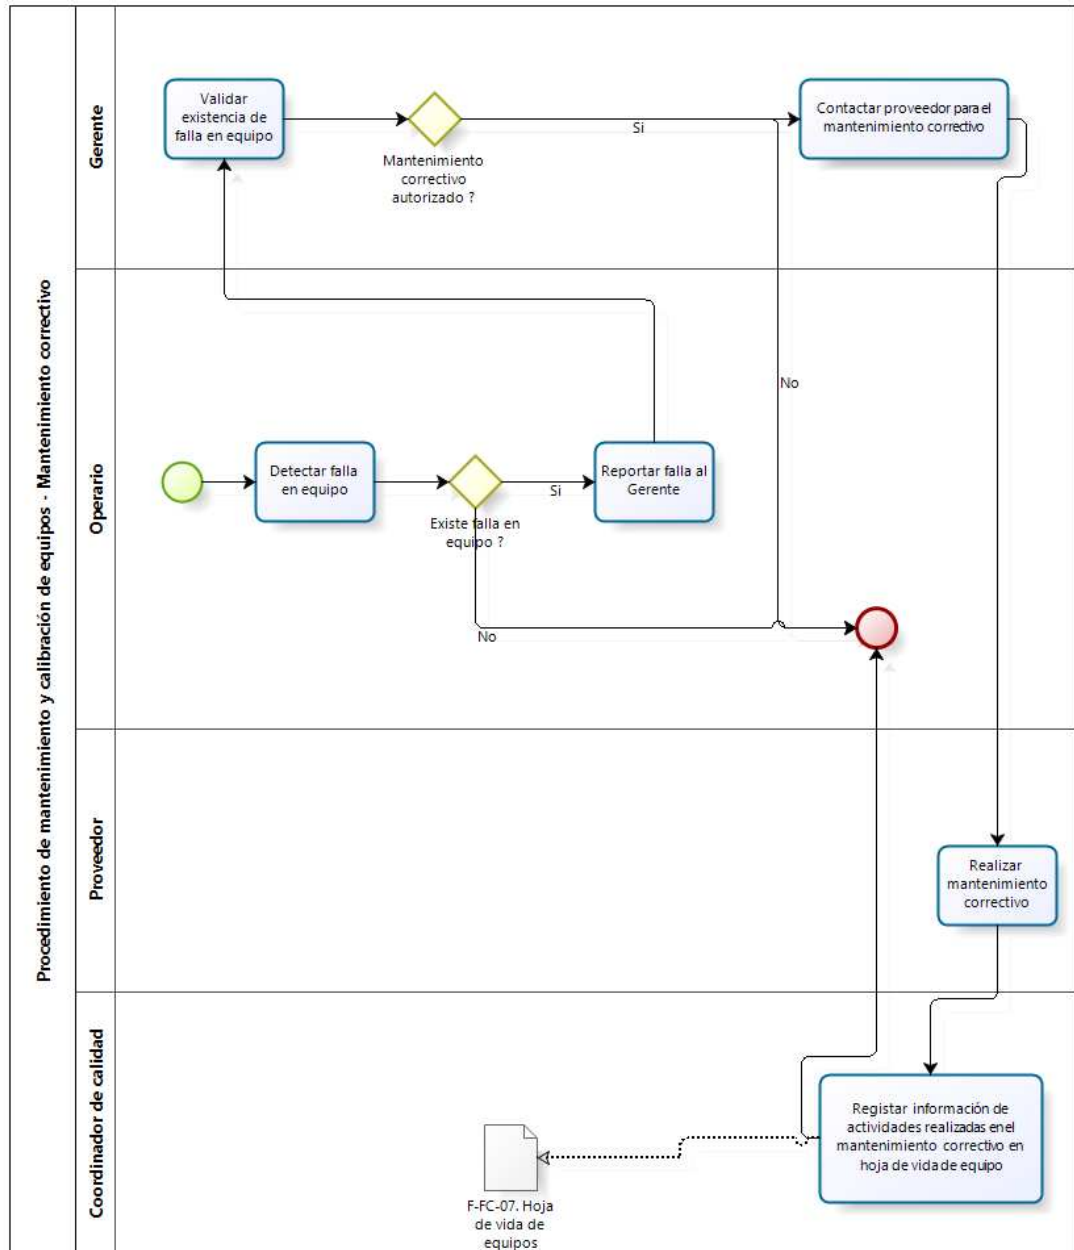 Procedimiento de mantenimiento y calibración de equipos - Mantenimiento correctivo
Gerente
Validar
existencia de
falla en equipo
Mantenimiento
correctivo
autorizado ?
Si
Contactar proveedor para el
mantenimiento correctivo
No
Operario
Detectar falla
en equipo
Existe falla en
equipo ?
Si
Reportar falla al
Gerente
No
Proveedor
Realizar
mantenimiento
correctivo
Coordinador de calidad
Registar información de
actividades realizadas en el
mantenimiento correctivo en
hoja de vida de equipo
F-FC-07. Hoja
de vida de
equipos